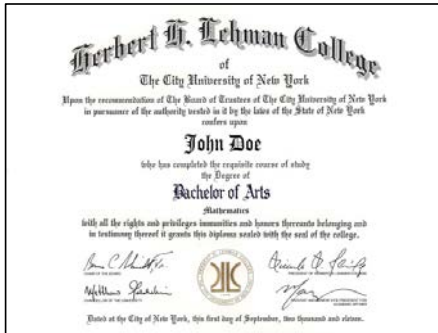 Herbert H. Lehman College
of
The City University of New York
Upon the recommendation of The Board of Trustees of The City University of New York
in pursuance of the authority vested in it by the laws of the State of New York
confers upon
John Doe
who has completed the requisite course of study
the Degree of
Bachelor of Arts
Mathematics
with all the rights and privileges immunities and honors thereunto belonging and
in testimony thereof it grants this diploma sealed with the seal of the college.
Dated at the City of New York, this first day of September, two thousand and eleven.